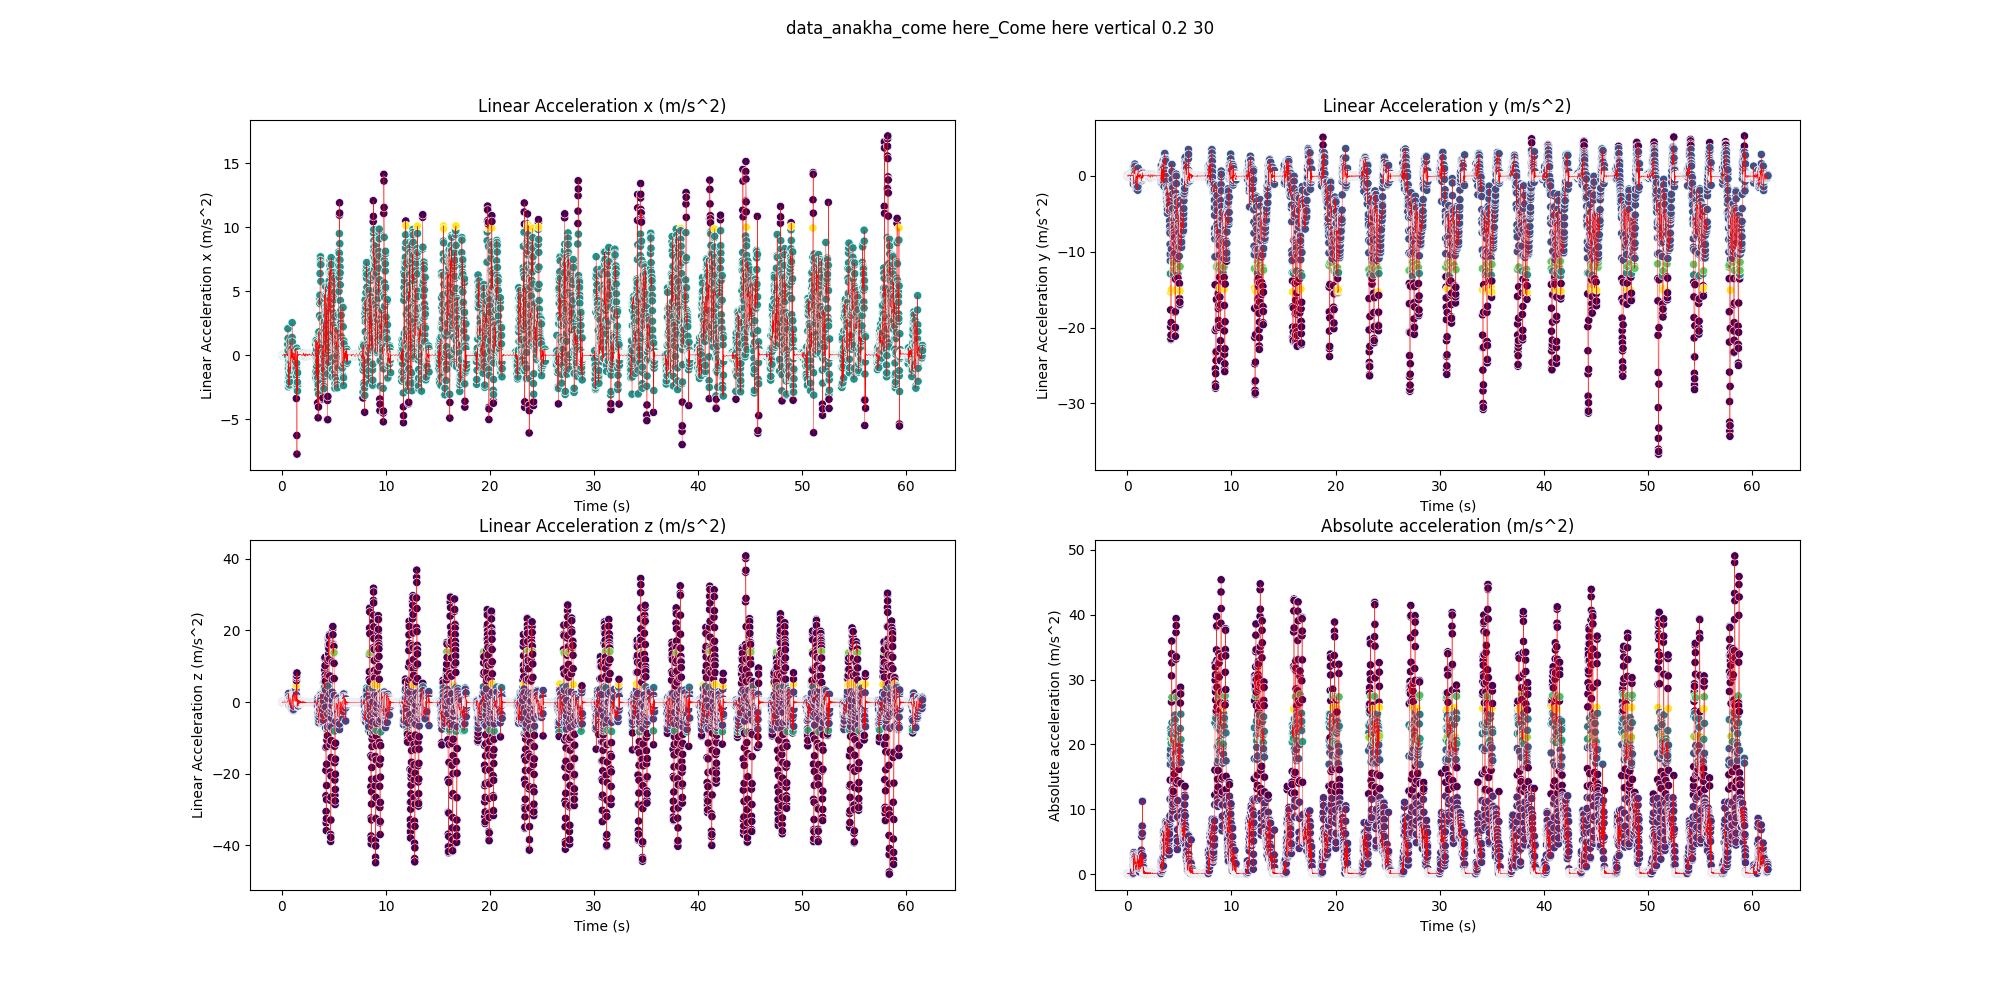 data_anakha_come here_Come here vertical 0.2 30
Linear Acceleration x (m/s^2)
Linear Acceleration x (m/s^2)
15
10
5
0
−5
0 10 20 30 40 50 60
Time (s)
Linear Acceleration y (m/s^2)
Linear Acceleration y (m/s^2)
0
−10
−20
−30
0 10 20 30 40 50 60
Time (s)
Linear Acceleration z (m/s^2)
Linear Acceleration z (m/s^2)
40
20
0
−20
−40
0 10 20 30 40 50 60
Time (s)
Absolute acceleration (m/s^2)
Absolute acceleration (m/s^2)
50
40
30
20
10
0
0 10 20 30 40 50 60
Time (s)